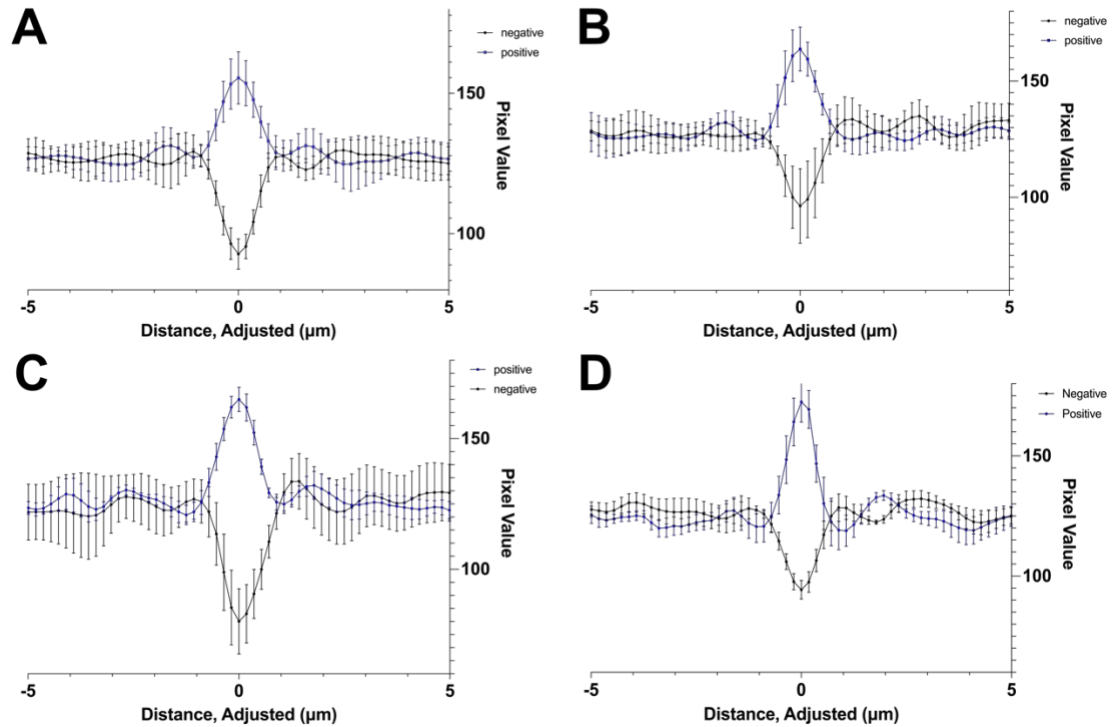 A
negative
positive
150
100
Pixel Value
-5
0
5
Distance, Adjusted (µm)
B
negative
positive
150
100
Pixel Value
-5
0
5
Distance, Adjusted (µm)
C
positive
negative
150
100
Pixel Value
-5
0
5
Distance, Adjusted (µm)
D
Negative
Positive
150
100
Pixel Value
-5
0
5
Distance, Adjusted (µm)